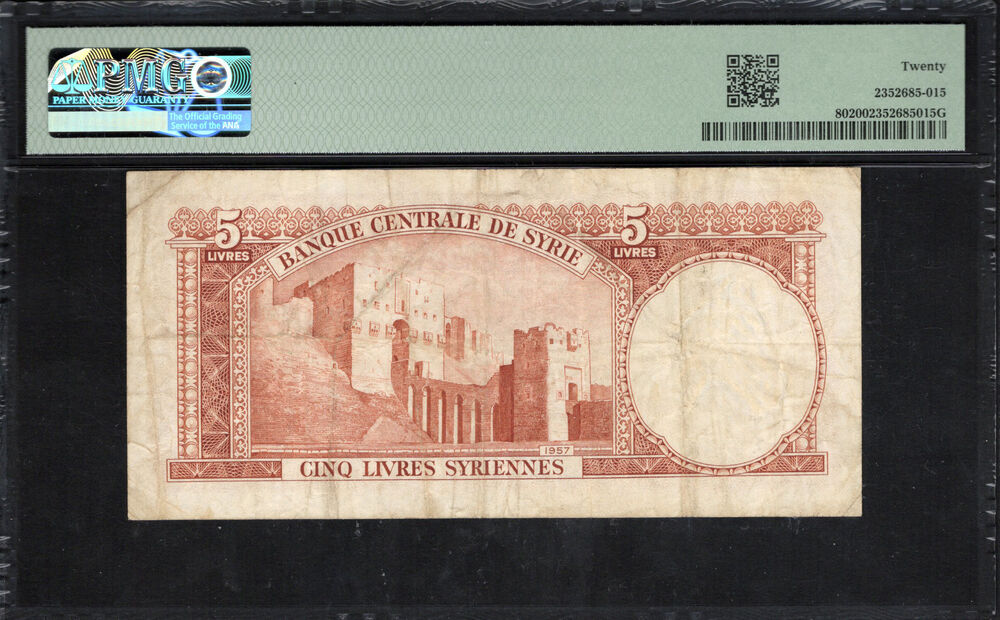 PMG
PAPER MONEY GUARANTY
The Official Grading
Service of the ANA
Twenty
2352685-015
802002352685015G
5
LIVRES
BANQUE CENTRALE DE SYRIE
5
LIVRES
1957
CINQ LIVRES SYRIENNES